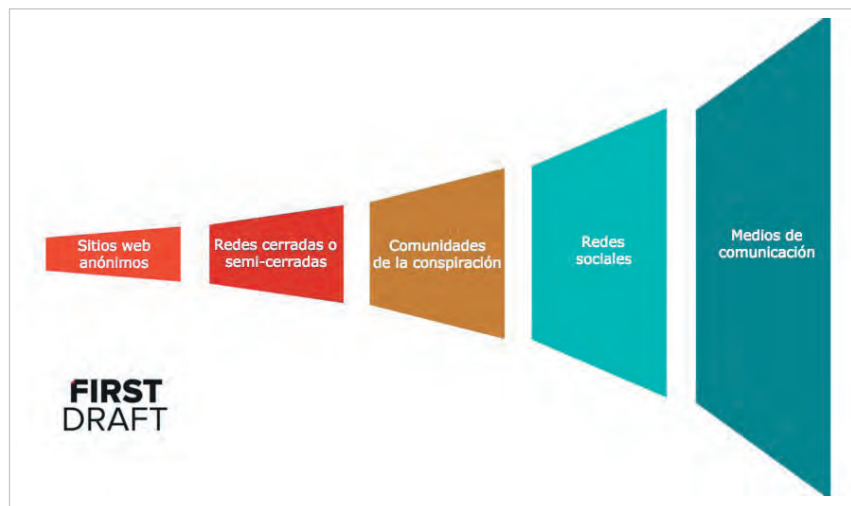 Sitios web
anónimos
Redes cerradas o
semi-cerradas
Comunidades
de la conspiración
Redes
sociales
Medios de
comunicación
FIRST
DRAFT